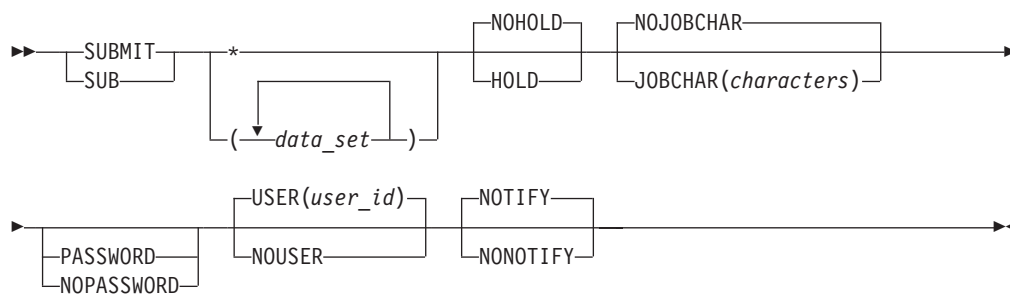 NOHOLD NOJOBCHAR
SUBMIT *
SUB HOLD JOBCHAR(characters)
( data_set )
USER(user_id) NOTIFY
PASSWORD NOUSER NONOTIFY
NOPASSWORD